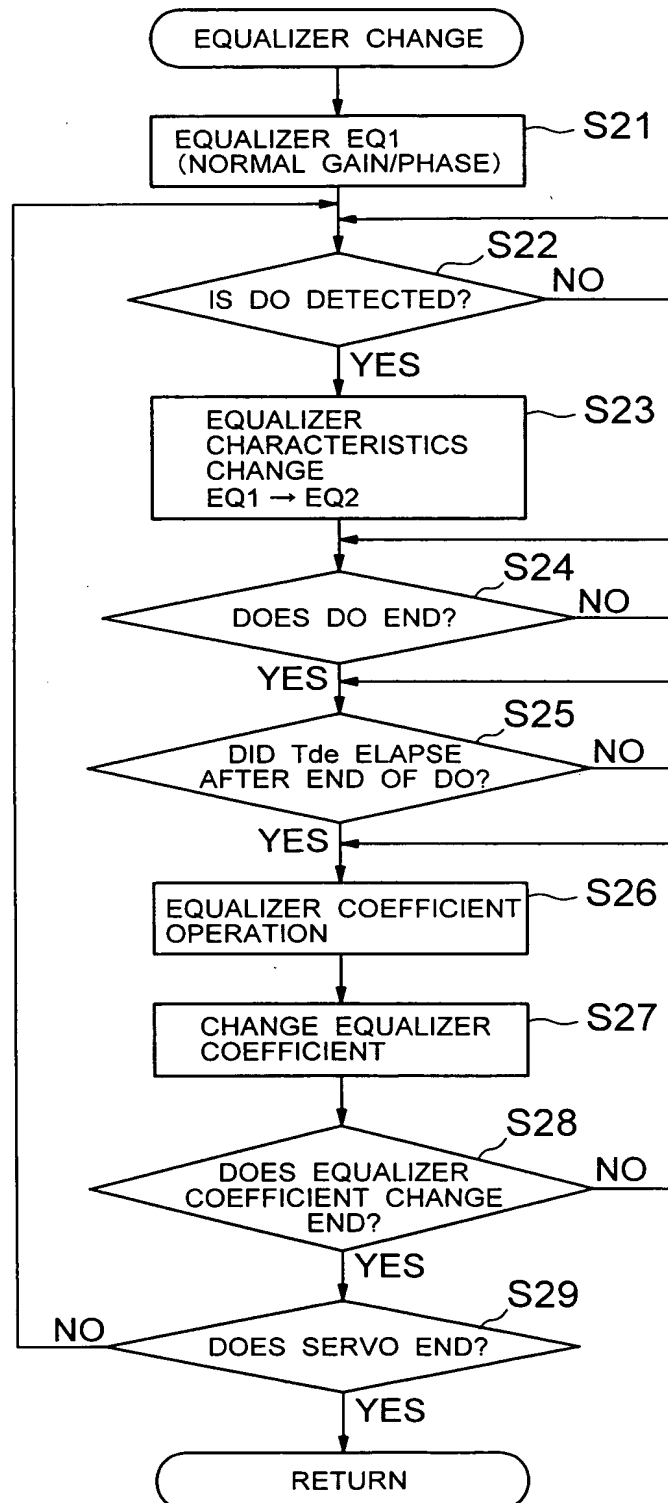 EQUALIZER CHANGE
S21
EQUALIZER EQ1
(NORMAL GAIN/PHASE)
S22
IS DO DETECTED?
NO
YES
S23
EQUALIZER
CHARACTERISTICS
CHANGE
EQ1 → EQ2
S24
DOES DO END?
NO
YES
S25
DID Tde ELAPSE
AFTER END OF DO?
NO
YES
S26
EQUALIZER COEFFICIENT
OPERATION
S27
CHANGE EQUALIZER
COEFFICIENT
S28
DOES EQUALIZER
COEFFICIENT CHANGE
END?
NO
YES
S29
NO
DOES SERVO END?
YES
RETURN